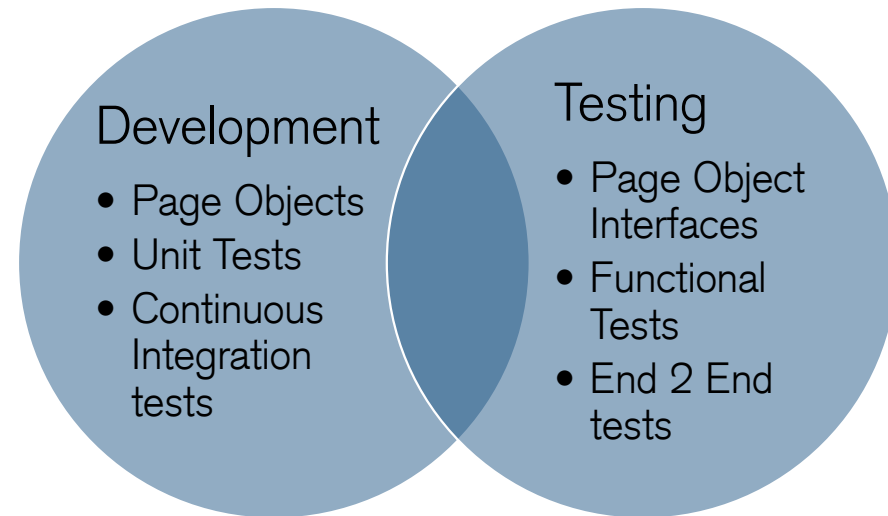 Development
• Page Objects
• Unit Tests
• Continuous
Integration
tests
Testing
• Page Object
Interfaces
• Functional
Tests
• End 2 End
tests